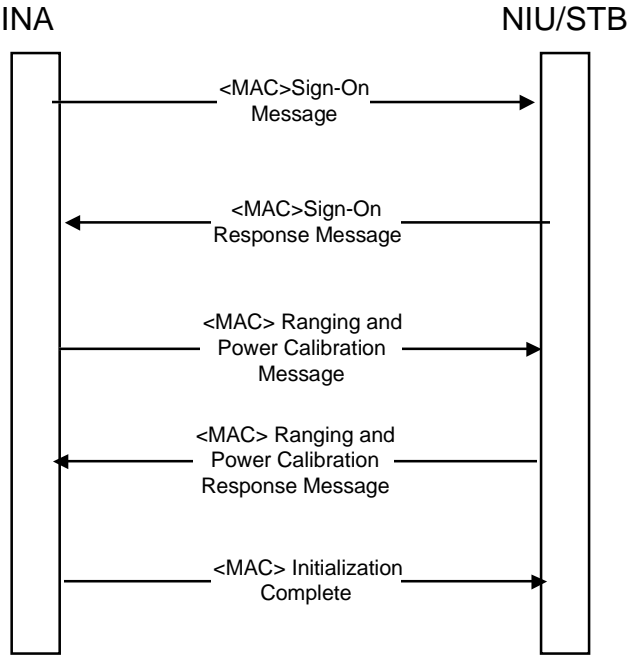 INA
NIU/STB
<MAC>Sign-On
Message
<MAC>Sign-On
Response Message
<MAC> Ranging and
Power Calibration
Message
<MAC> Ranging and
Power Calibration
Response Message
<MAC> Initialization
Complete